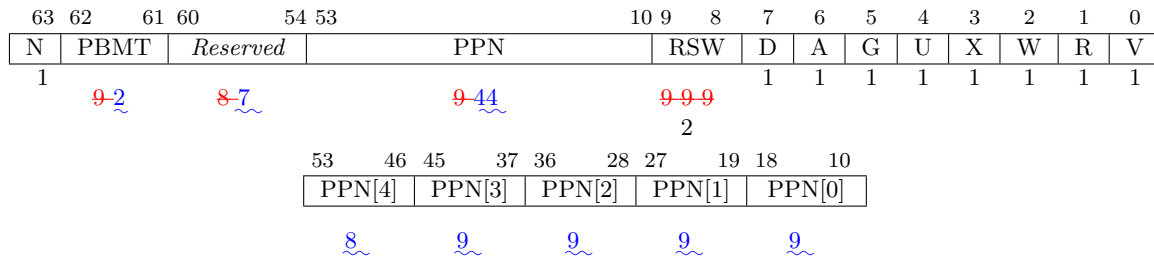 63 62 61 60 54 53 10 9 8 7 6 5 4 3 2 1 0
N PBMT Reserved PPN RSW D A G U X W R V
1 1 1 1 1 1 1 1 1
9 2 8 7 9 44 9 9 9
2
53 46 45 37 36 28 27 19 18 10
PPN[4] PPN[3] PPN[2] PPN[1] PPN[0]
8 9 9 9 9